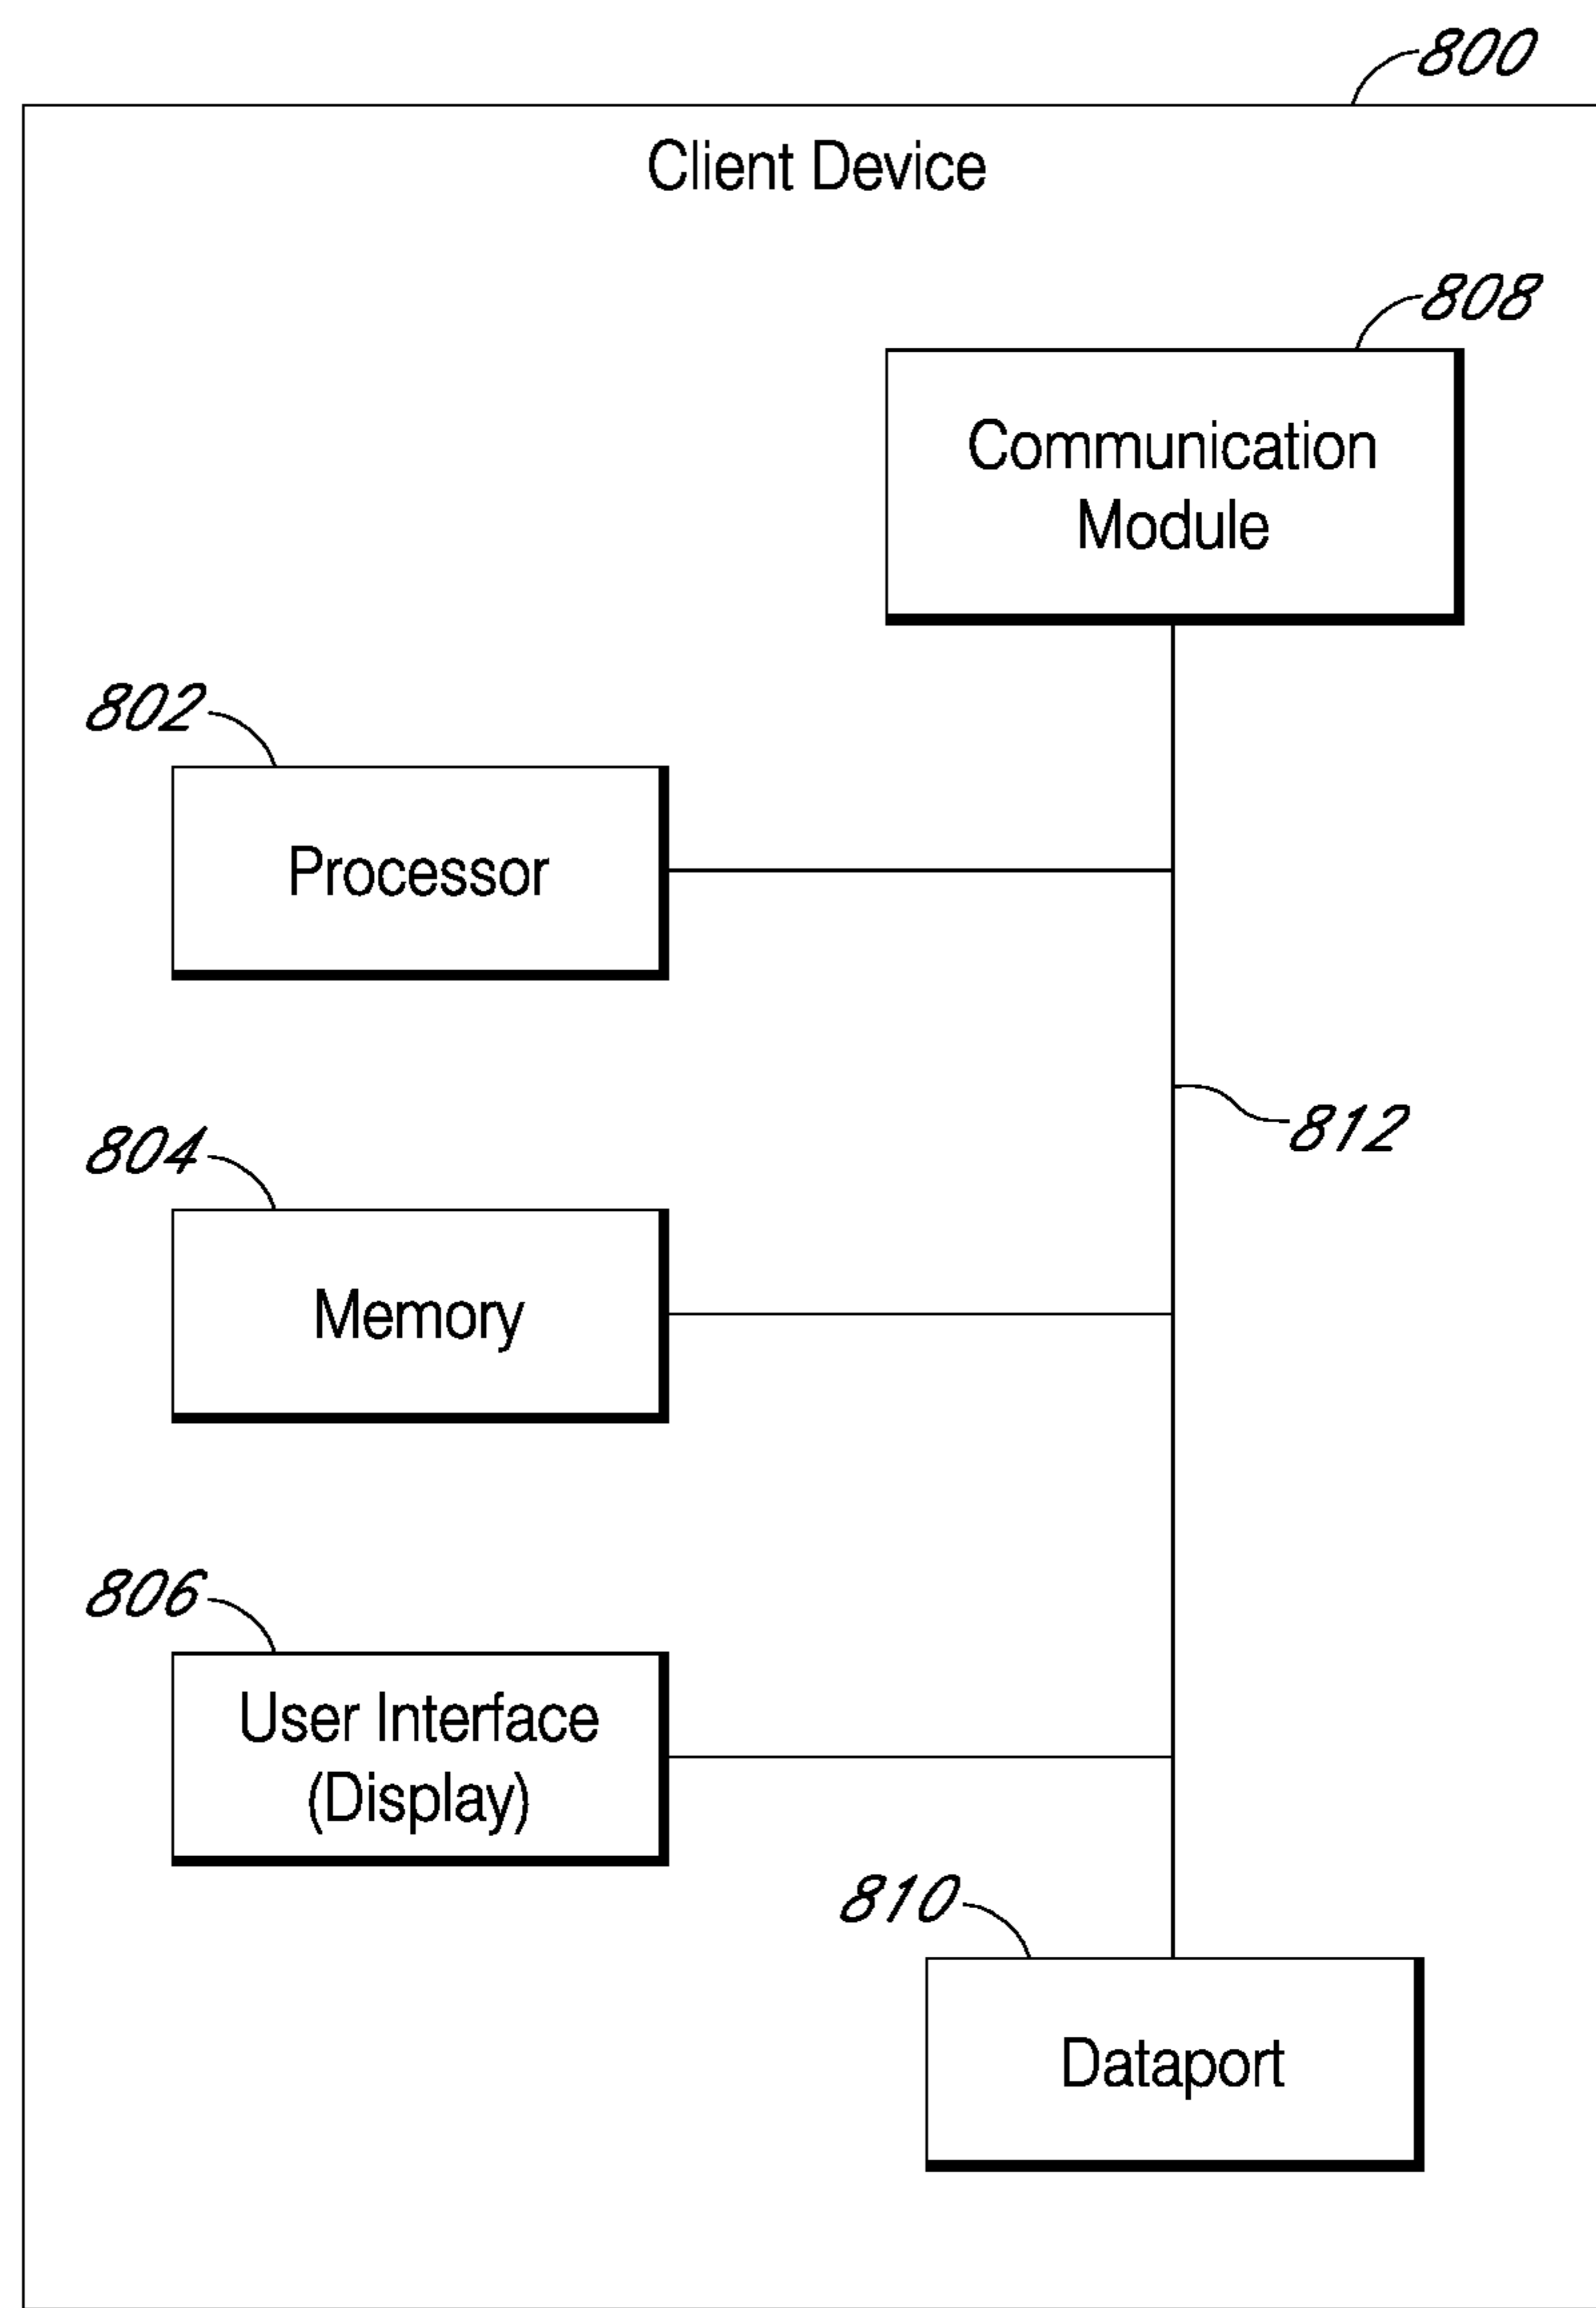 800
Client Device
808
Communication
Module
802
Processor
812
804
Memory
806
User Interface
(Display)
810
Dataport